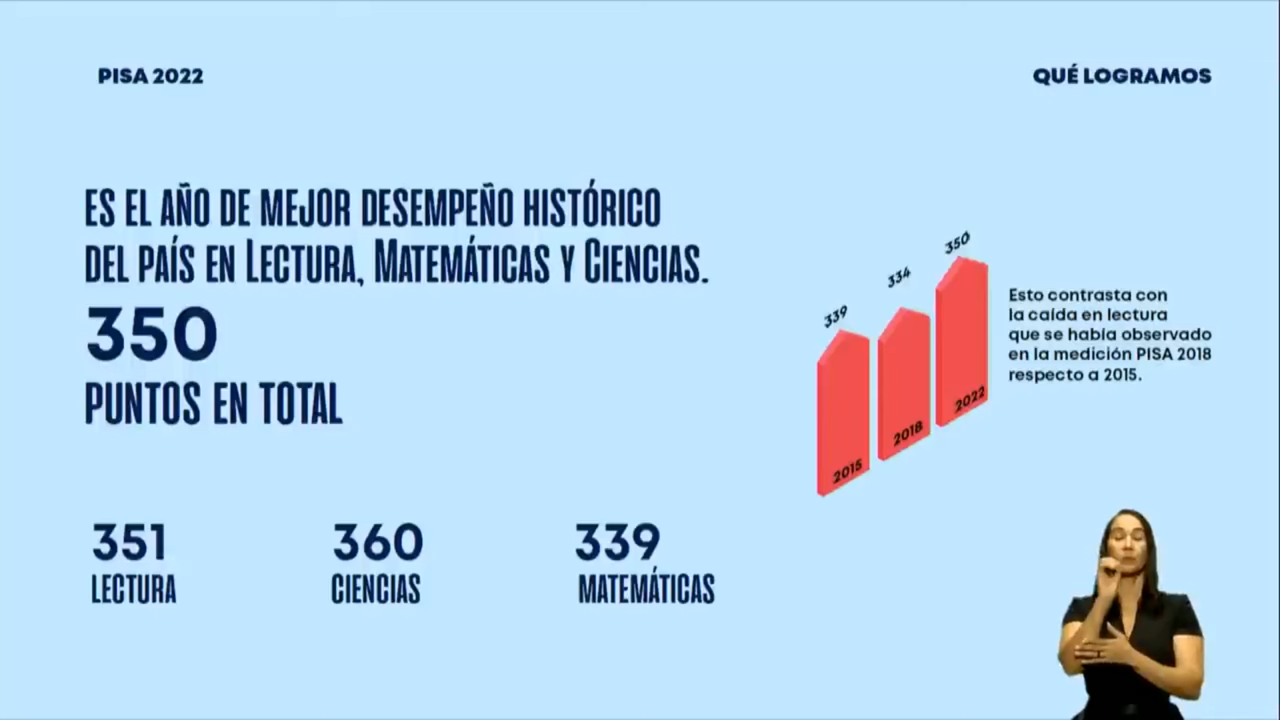 PISA 2022
QUÉ LOGRAMOS
ES EL AÑO DE MEJOR DESEMPEÑO HISTÓRICO
DEL PAÍS EN LECTURA, MATEMÁTICAS Y CIENCIAS.
350
PUNTOS EN TOTAL
351
LECTURA
360
CIENCIAS
339
MATEMÁTICAS
339
334
350
2015
2018
2022
Esto contrasta con
la caída en lectura
que se había observado
en la medición PISA 2018
respecto a 2015.